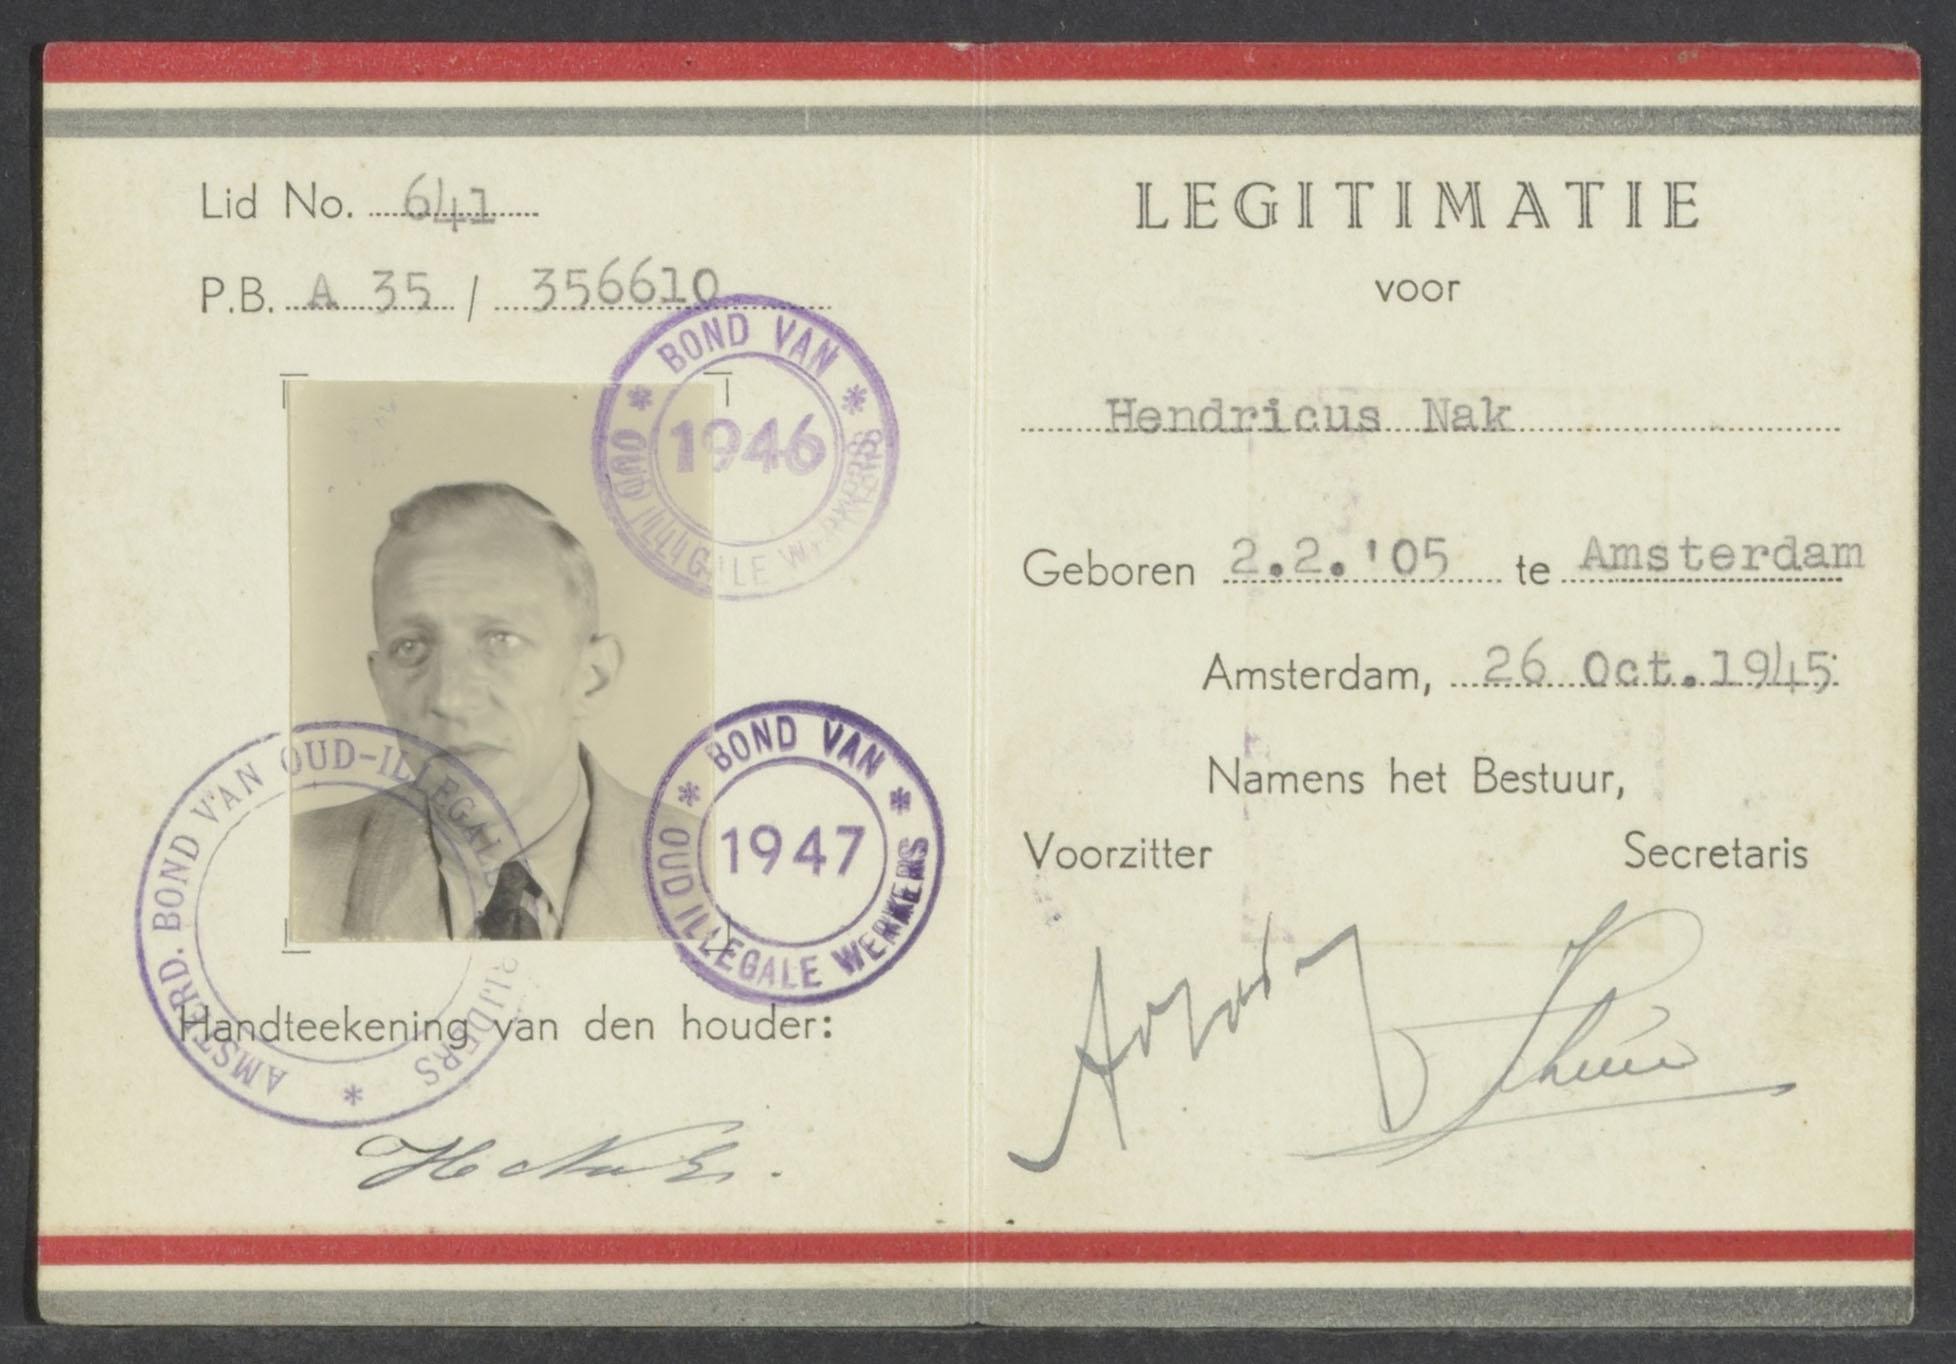 Lid No. 641
P.B. A 35 / 356610
BOND VAN
OUD ILLEGALE WERKERS
1946
BOND VAN
OUD ILLEGALE WERKERS
1947
AMSTERD. BOND VAN OUD-ILLEGALE
Handteekening van den houder:
H Nak.
LEGITIMATIE
voor
Hendricus Nak
Geboren 2.2.'05 te Amsterdam
Amsterdam, 26 Oct.1945
Namens het Bestuur,
Voorzitter Secretaris